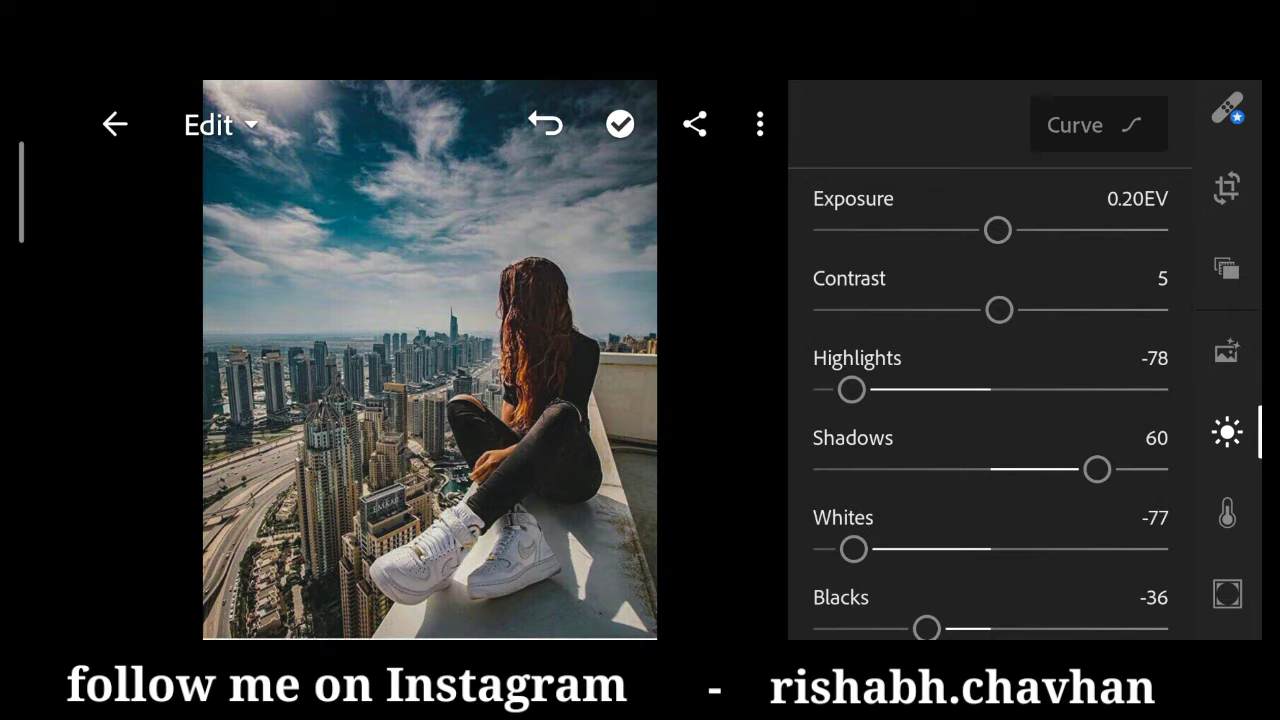 Edit
Curve
Exposure 0.20EV
Contrast 5
Highlights -78
Shadows 60
Whites -77
Blacks -36
EMAAR
follow me on Instagram - rishabh.chavhan